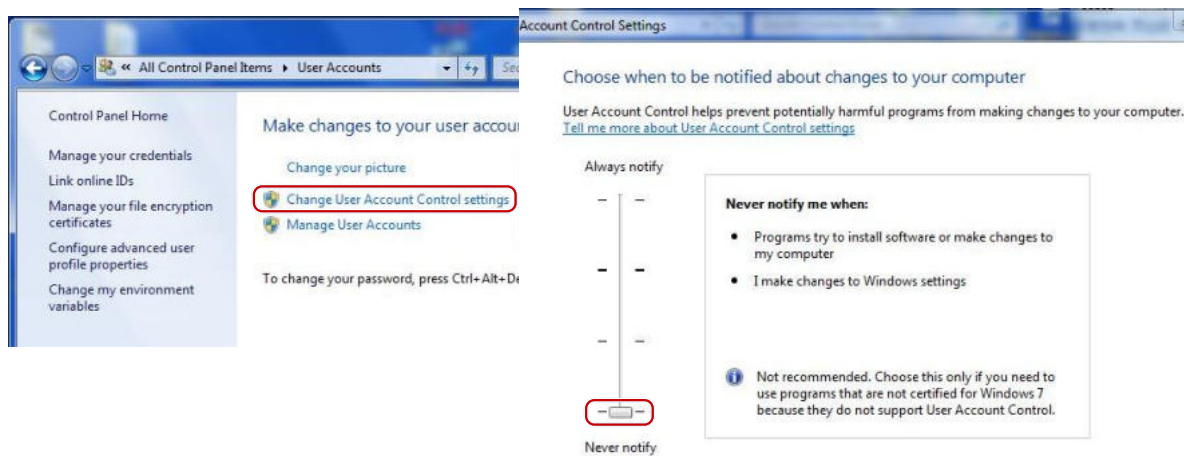 « All Control Panel Items ▸ User Accounts
Control Panel Home
Manage your credentials
Link online IDs
Manage your file encryption
certificates
Configure advanced user
profile properties
Change my environment
variables
Make changes to your user accou
Change your picture
Change User Account Control settings
Manage User Accounts
To change your password, press Ctrl+Alt+De
Account Control Settings
Choose when to be notified about changes to your computer
User Account Control helps prevent potentially harmful programs from making changes to your computer.
Tell me more about User Account Control settings
Always notify
Never notify me when:
• Programs try to install software or make changes to
my computer
• I make changes to Windows settings
Not recommended. Choose this only if you need to
use programs that are not certified for Windows 7
because they do not support User Account Control.
Never notify